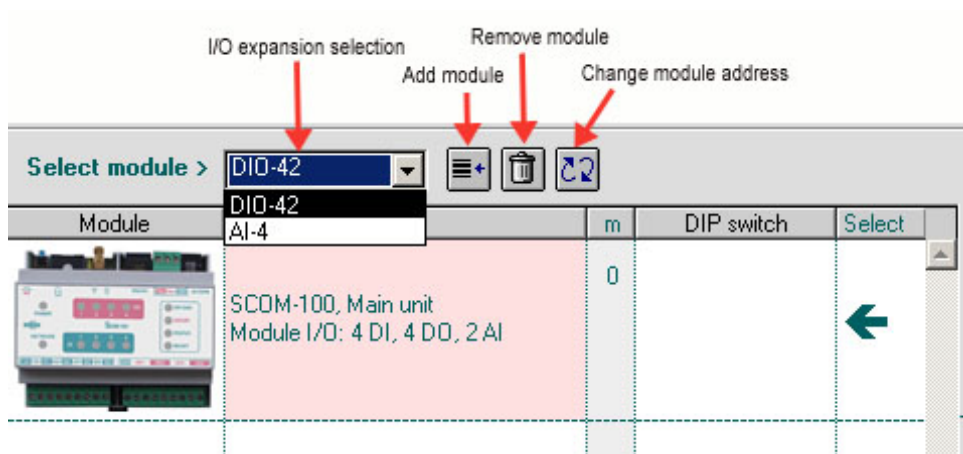 I/O expansion selection
Remove module
Add module
Change module address
Select module >
DIO-42
DIO-42
AI-4
Module
m
DIP switch
Select
0
SCOM-100, Main unit
Module I/O: 4 DI, 4 DO, 2 AI